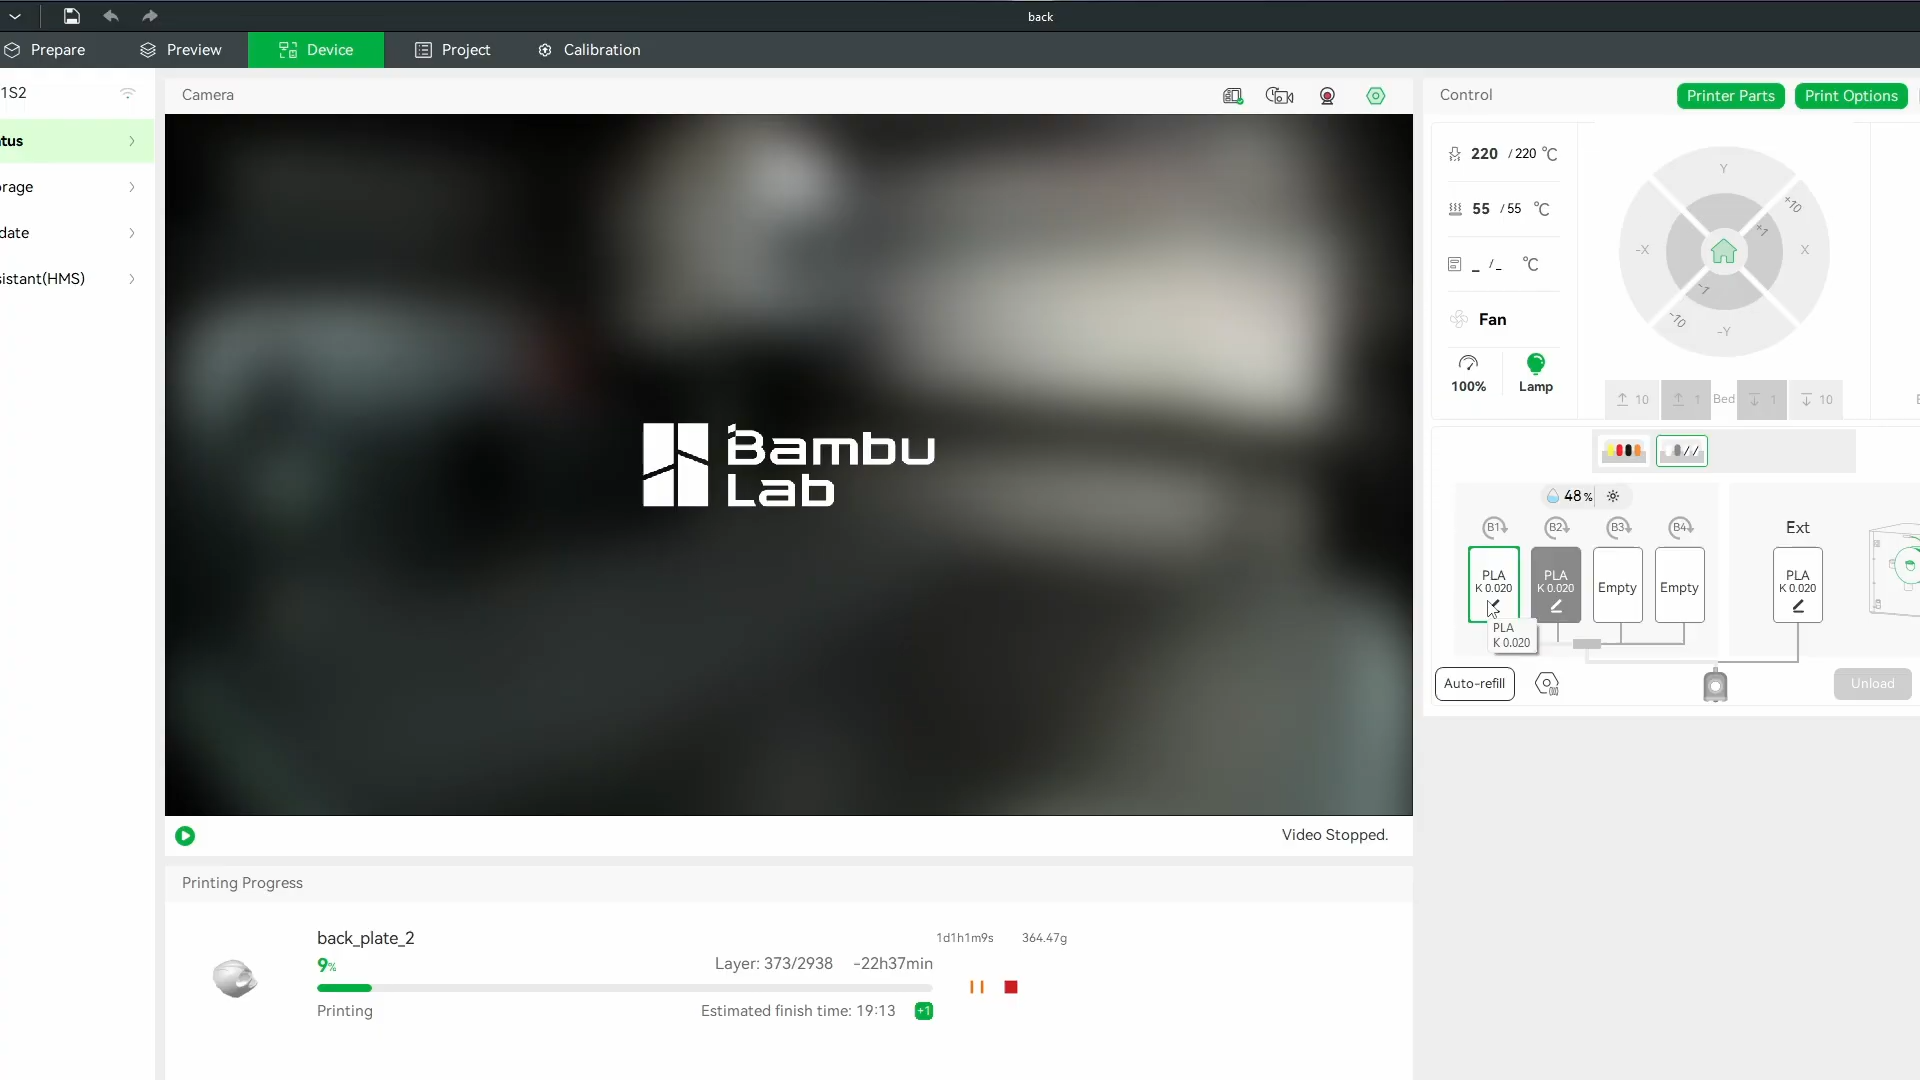 back
Prepare
Preview
Device
Project
Calibration
1S2
tus
rage
date
istant(HMS)
Camera
Bambu
Lab
Video Stopped.
Control
Printer Parts
Print Options
220 /220 °C
55 /55 °C
_ /_ °C
Fan
100%
Lamp
Y
+10
+1
-X
X
-1
-10
-Y
10
1
Bed
1
10
48%
B1
B2
B3
B4
Ext
PLA
K 0.020
PLA
K 0.020
Empty
Empty
PLA
K 0.020
PLA
K 0.020
Auto-refill
Unload
Printing Progress
back_plate_2
1d1h1m9s
364.47g
9%
Layer: 373/2938
-22h37min
Printing
Estimated finish time: 19:13
+1